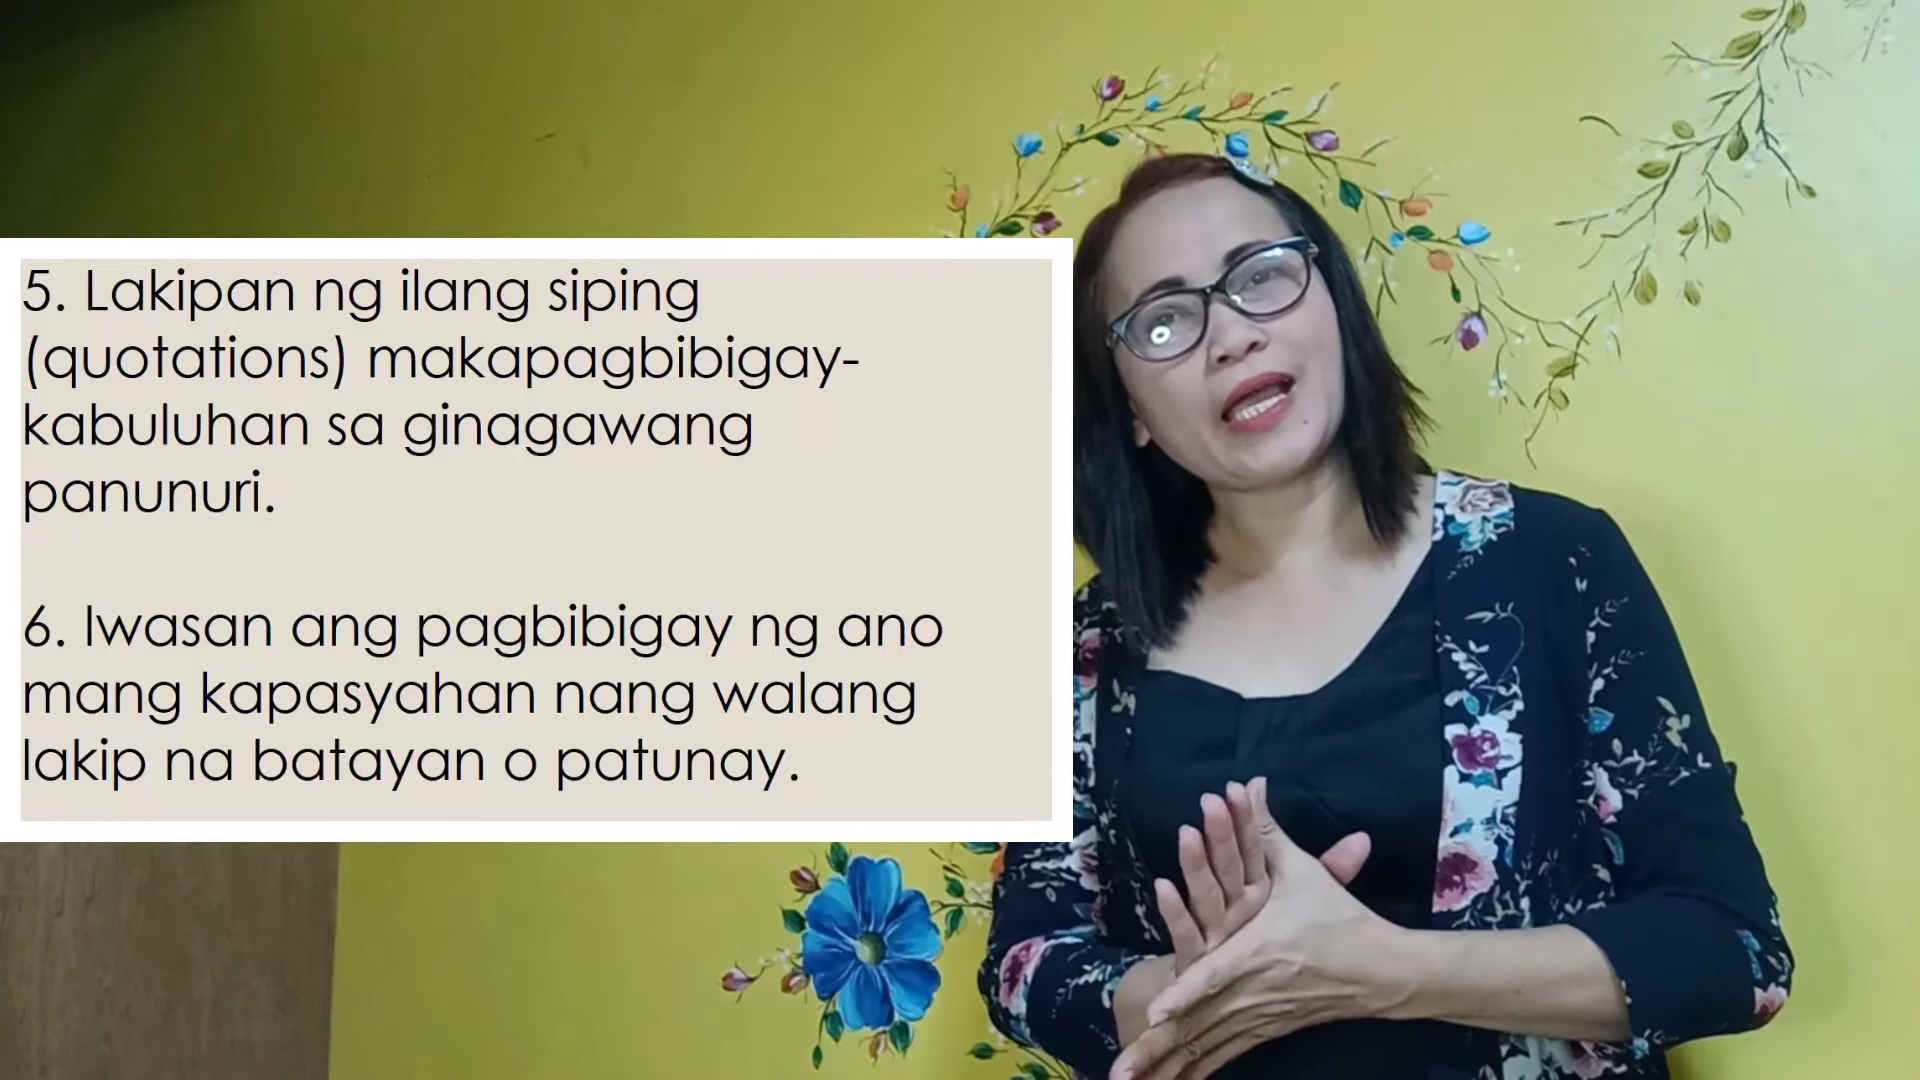 5. Lakipan ng ilang siping
(quotations) makapagbibigay-
kabuluhan sa ginagawang
panunuri.
6. Iwasan ang pagbibigay ng ano
mang kapasyahan nang walang
lakip na batayan o patunay.